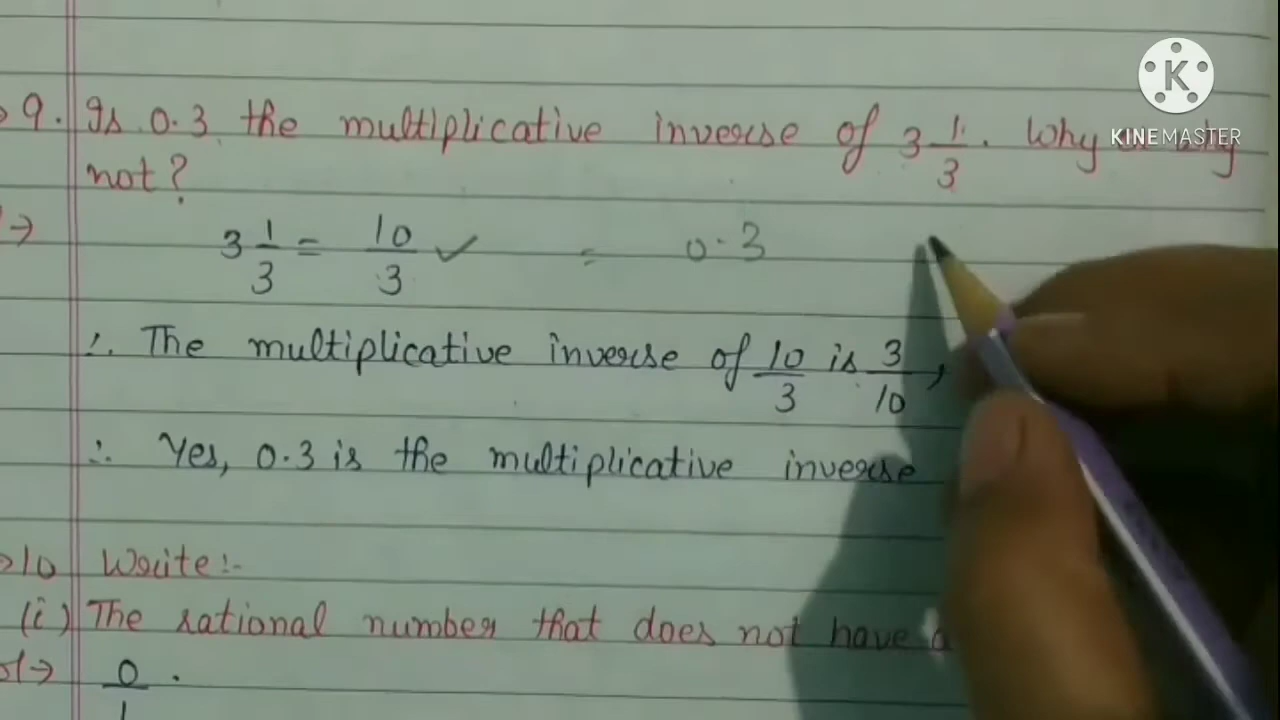 9. Is 0.3 the multiplicative inverse of 3 1/3. Why
not?
3 1/3 = 10/3 ✓ = 0.3
∴ The multiplicative inverse of 10/3 is 3/10,
∴ Yes, 0.3 is the multiplicative inverse
10 Write:-
(i) The rational number that does not have a
0/1 .
KINEMASTER